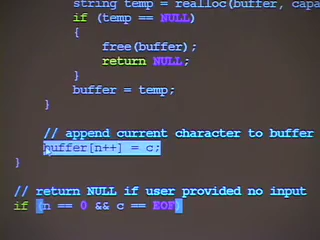 string temp = realloc(buffer, capa
if (temp == NULL)
{
free(buffer);
return NULL;
}
buffer = temp;
}
// append current character to buffer
buffer[n++] = c;
}
// return NULL if user provided no input
if (n == 0 && c == EOF)